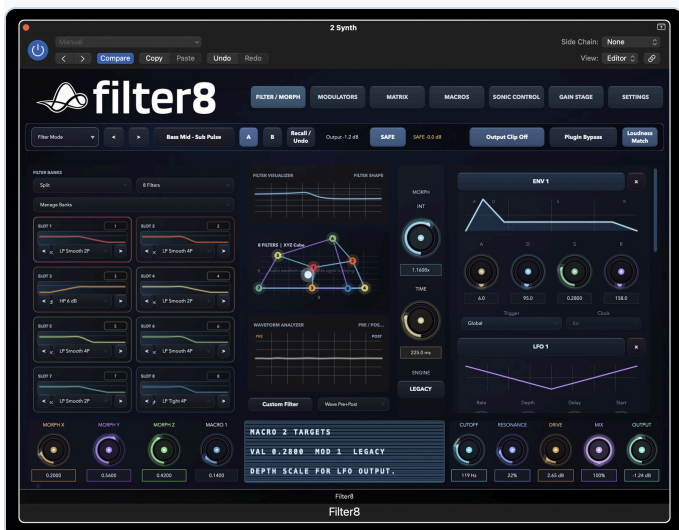 2 Synth
Manual
Side Chain: None
Compare Copy Paste Undo Redo
View: Editor
filter8
FILTER / MORPH MODULATORS MATRIX MACROS SONIC CONTROL GAIN STAGE SETTINGS
Filter Mode < > Bass Mid - Sub Pulse A B Recall / Undo Output -1.2 dB SAFE SAFE -0.0 dB Output Clip Off Plugin Bypass Loudness Match
FILTER BANKS
Split 8 Filters
Manage Banks
SLOT 1 1 SLOT 2 2
LP Smooth 2P LP Smooth 4P
SLOT 3 3 SLOT 4 4
HP 6 dB LP Smooth 2P
SLOT 5 5 SLOT 6 6
LP Smooth 4P LP Smooth 4P
SLOT 7 7 SLOT 8 8
LP Smooth 2P LP Tight 4P
FILTER VISUALIZER FILTER SHAPE
8 FILTERS | XYZ Cube
WAVEFORM ANALYZER PRE / POS...
PRE POST
Custom Filter Wave Pre+Post
MORPH
INT
1.1600x
TIME
225.0 ms
ENGINE
LEGACY
ENV 1 x
A D S R
A D S R
6.0 95.0 0.2800 158.0
Trigger Chain
Global
LFO 1 x
Rate Depth Delay Start
MORPH X MORPH Y MORPH Z MACRO 1
0.2000 0.5600 0.4200 0.1400
MACRO 2 TARGETS
VAL 0.2800 MOD 1 LEGACY
DEPTH SCALE FOR LFO OUTPUT.
CUTOFF RESONANCE DRIVE MIX OUTPUT
119 Hz 22% 2.65 dB 100% -1.24 dB
Filter8
Filter8